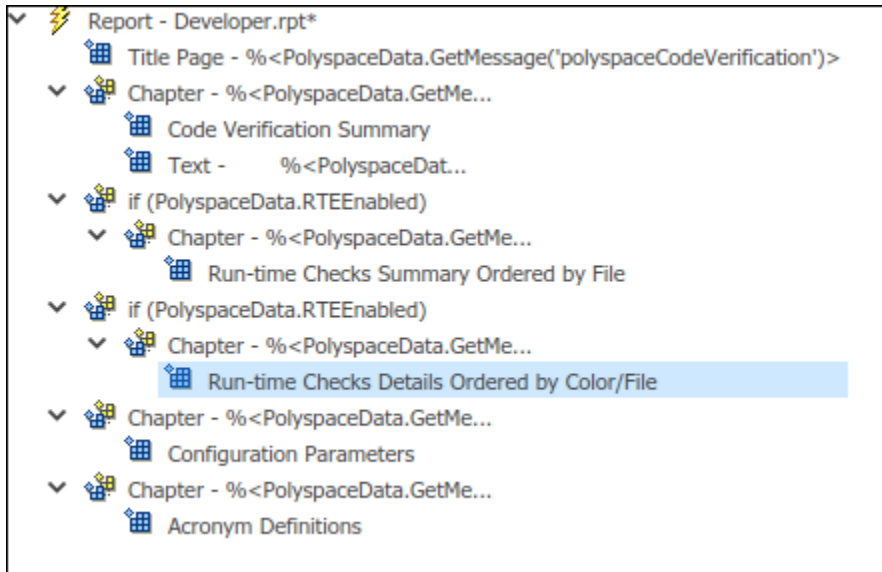 Report - Developer.rpt*
Title Page - %<PolyspaceData.GetMessage('polyspaceCodeVerification')>
Chapter - %<PolyspaceData.GetMe...
Code Verification Summary
Text - %<PolyspaceDat...
if (PolyspaceData.RTEEnabled)
Chapter - %<PolyspaceData.GetMe...
Run-time Checks Summary Ordered by File
if (PolyspaceData.RTEEnabled)
Chapter - %<PolyspaceData.GetMe...
Run-time Checks Details Ordered by Color/File
Chapter - %<PolyspaceData.GetMe...
Configuration Parameters
Chapter - %<PolyspaceData.GetMe...
Acronym Definitions